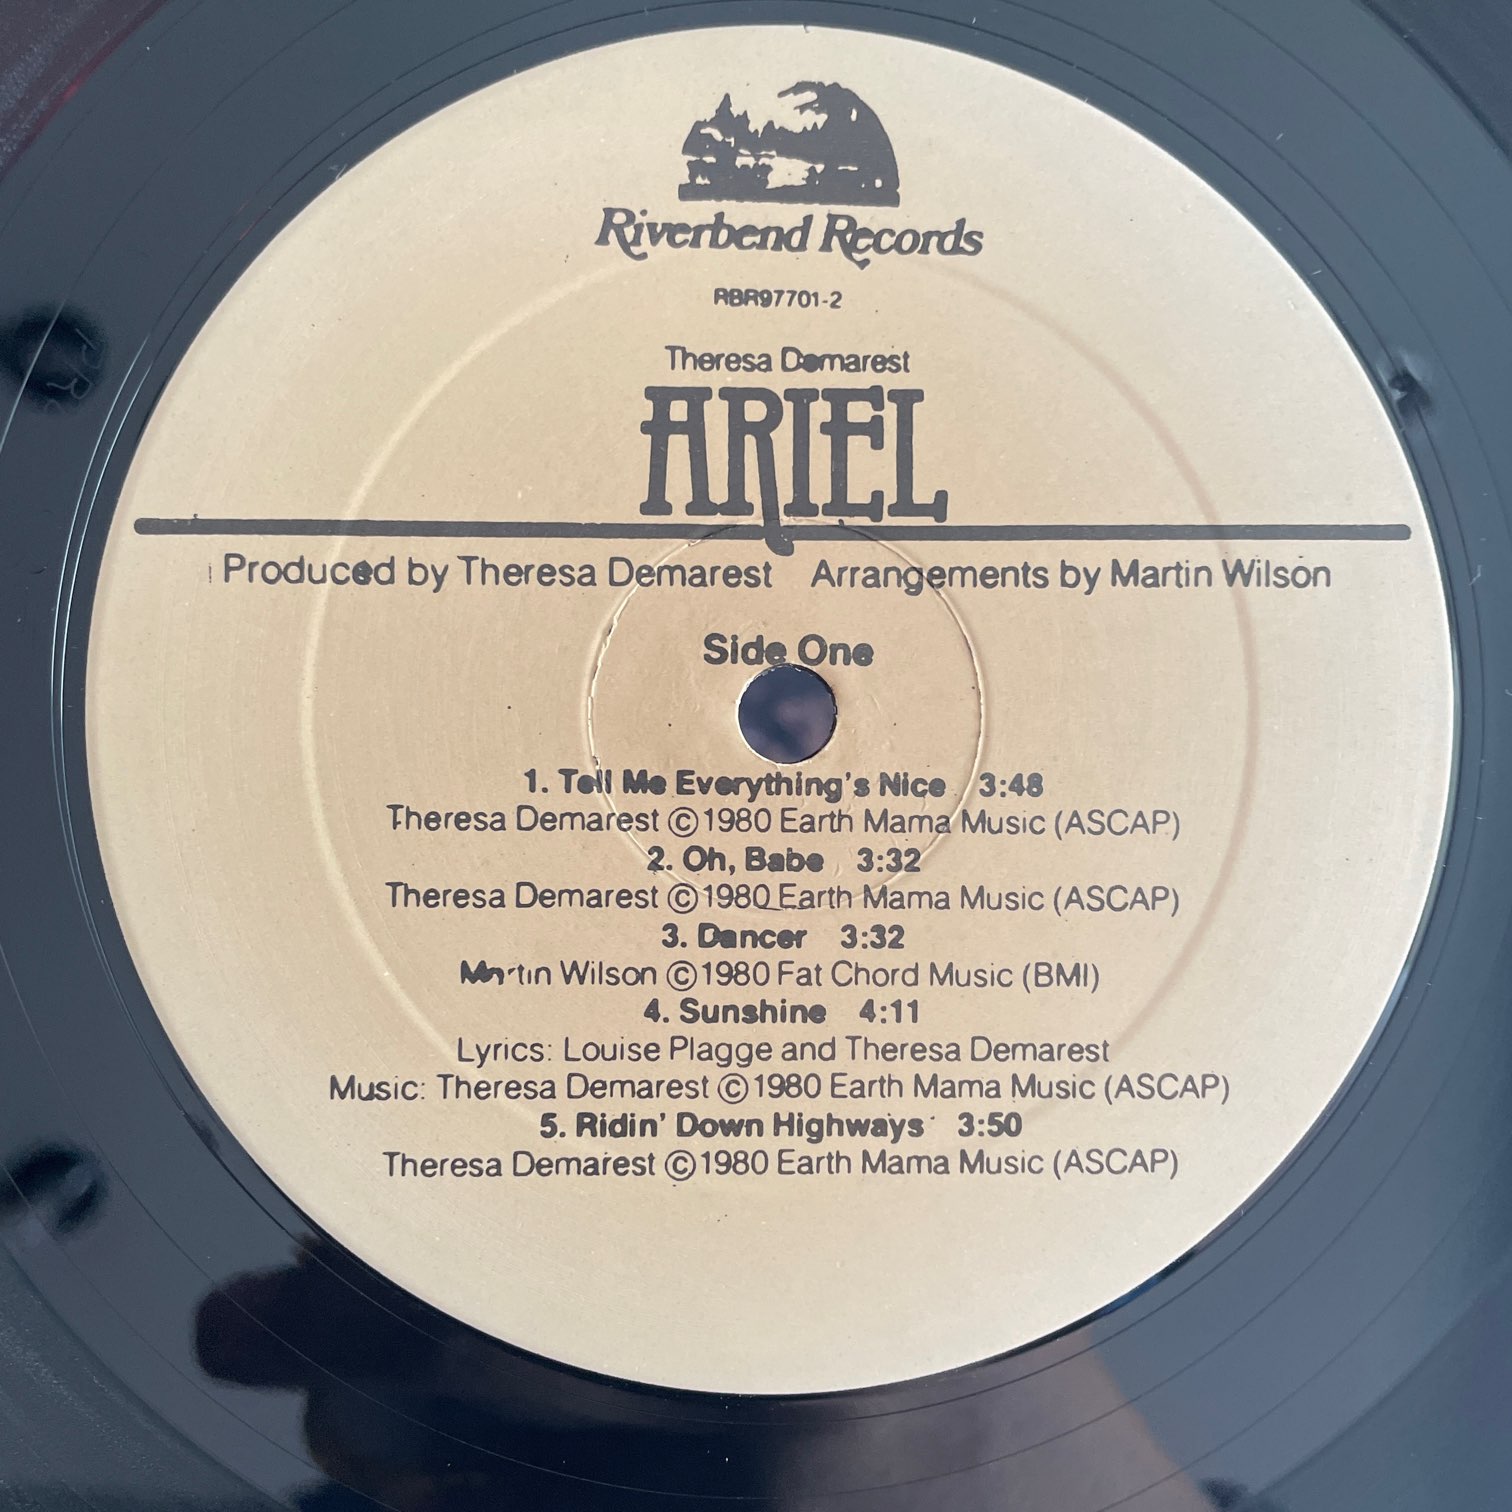 Riverbend Records
RBR97701-2
Theresa Demarest
ARIEL
Produced by Theresa Demarest Arrangements by Martin Wilson
Side One
1. Tell Me Everything's Nice 3:48
Theresa Demarest ©1980 Earth Mama Music (ASCAP)
2. Oh, Babe 3:32
Theresa Demarest ©1980 Earth Mama Music (ASCAP)
3. Dancer 3:32
Martin Wilson ©1980 Fat Chord Music (BMI)
4. Sunshine 4:11
Lyrics: Louise Plagge and Theresa Demarest
Music: Theresa Demarest ©1980 Earth Mama Music (ASCAP)
5. Ridin' Down Highways 3:50
Theresa Demarest ©1980 Earth Mama Music (ASCAP)